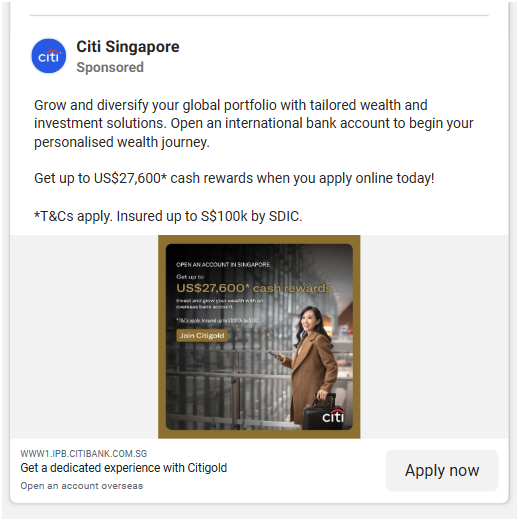 Citi Singapore
citi
Sponsored
Grow and diversify your global portfolio with tailored wealth and
investment solutions. Open an international bank account to begin your
personalised wealth journey.
Get up to US$27,600* cash rewards when you apply online today!
*T&Cs apply. Insured up to S$100k by SDIC.
OPEN AN ACCOUNT IN SINGAPORE
Get up to
US$27,600* cash rewards
Invest and grow your wealth with an
overseas bank account.
*T&Cs apply. Insured up to S$100k by SDIC.
Join Citigold
citi
WWW1.IPB.CITIBANK.COM.SG
Get a dedicated experience with Citigold
Open an account overseas
Apply now